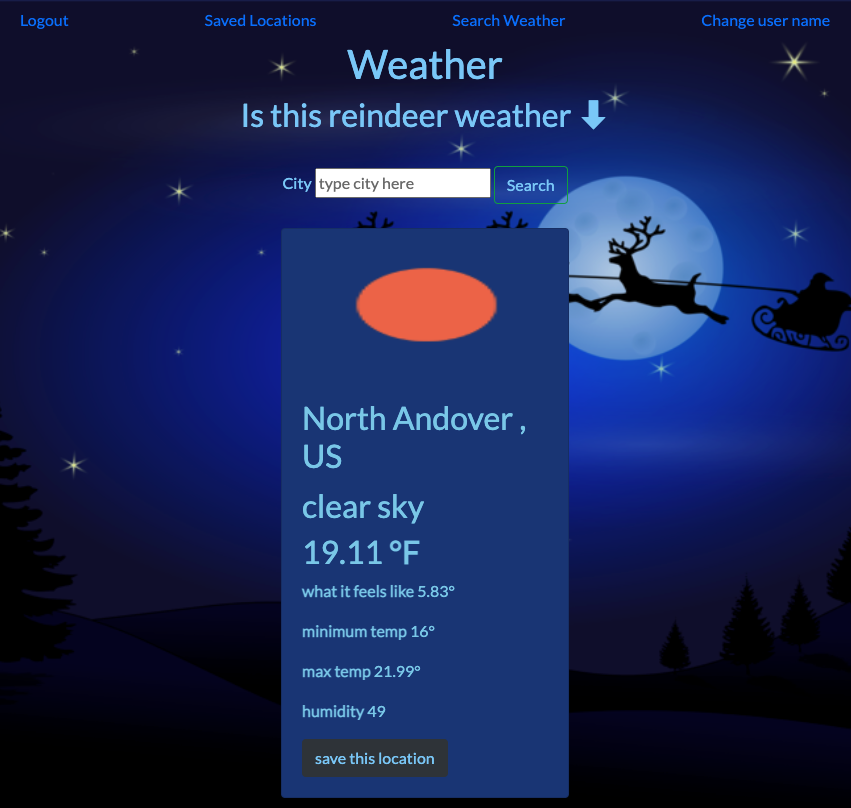 Logout Saved Locations Search Weather Change user name
Weather
Is this reindeer weather
City type city here Search
North Andover ,
US
clear sky
19.11 °F
what it feels like 5.83°
minimum temp 16°
max temp 21.99°
humidity 49
save this location